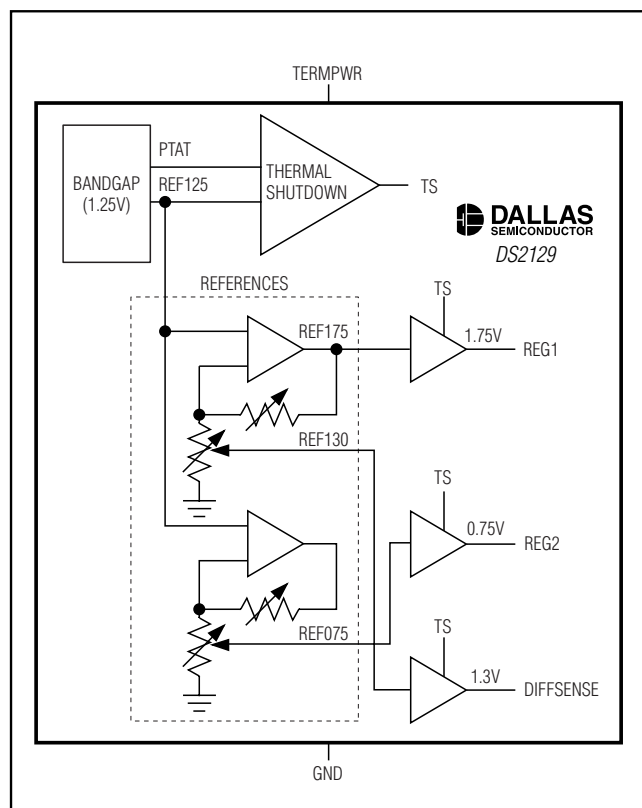 TERMPWR
BANDGAP
(1.25V)
PTAT
REF125
THERMAL
SHUTDOWN
TS
DALLAS
SEMICONDUCTOR
DS2129
REFERENCES
REF175
TS
1.75V
REG1
REF130
TS
0.75V
REG2
REF075
TS
1.3V
DIFFSENSE
GND